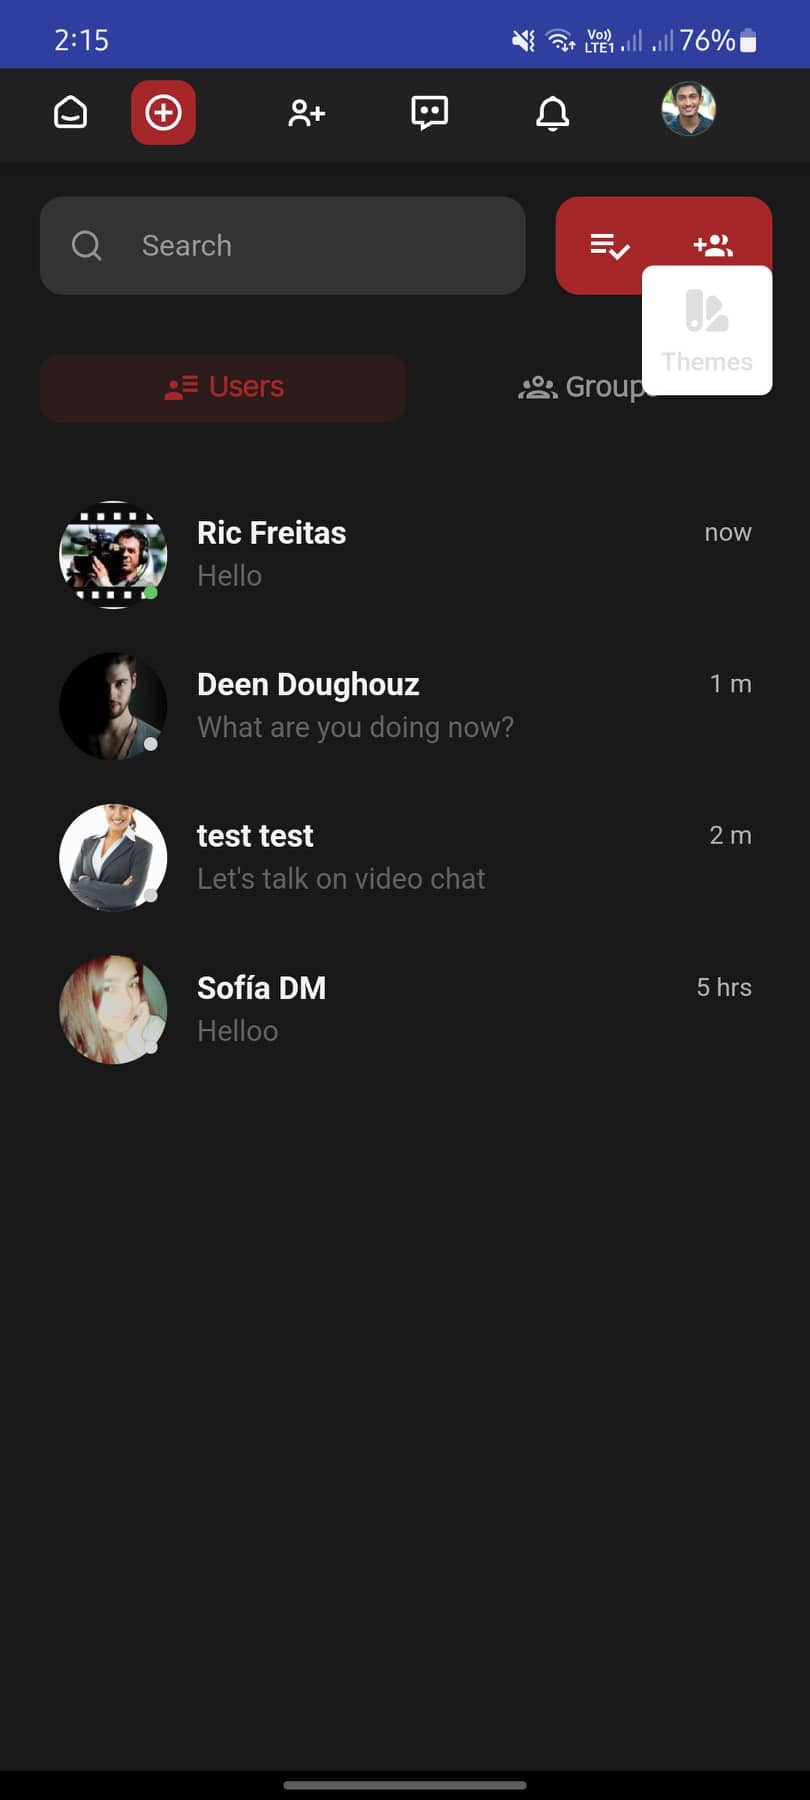 2:15
Vo)) LTE1 76%
Search
Themes
Users
Group
Ric Freitas now
Hello
Deen Doughouz 1 m
What are you doing now?
test test 2 m
Let's talk on video chat
Sofía DM 5 hrs
Helloo